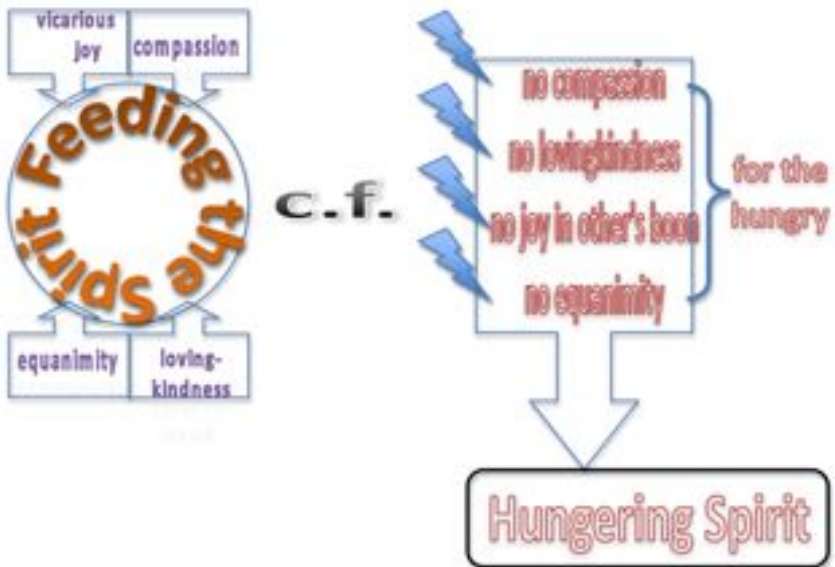 vicarious
joy
compassion
Feeding the Spirit
equanimity
loving-
kindness
c.f.
no compassion
no lovingkindness
no joy in other's boon
no equanimity
for the
hungry
Hungering Spirit